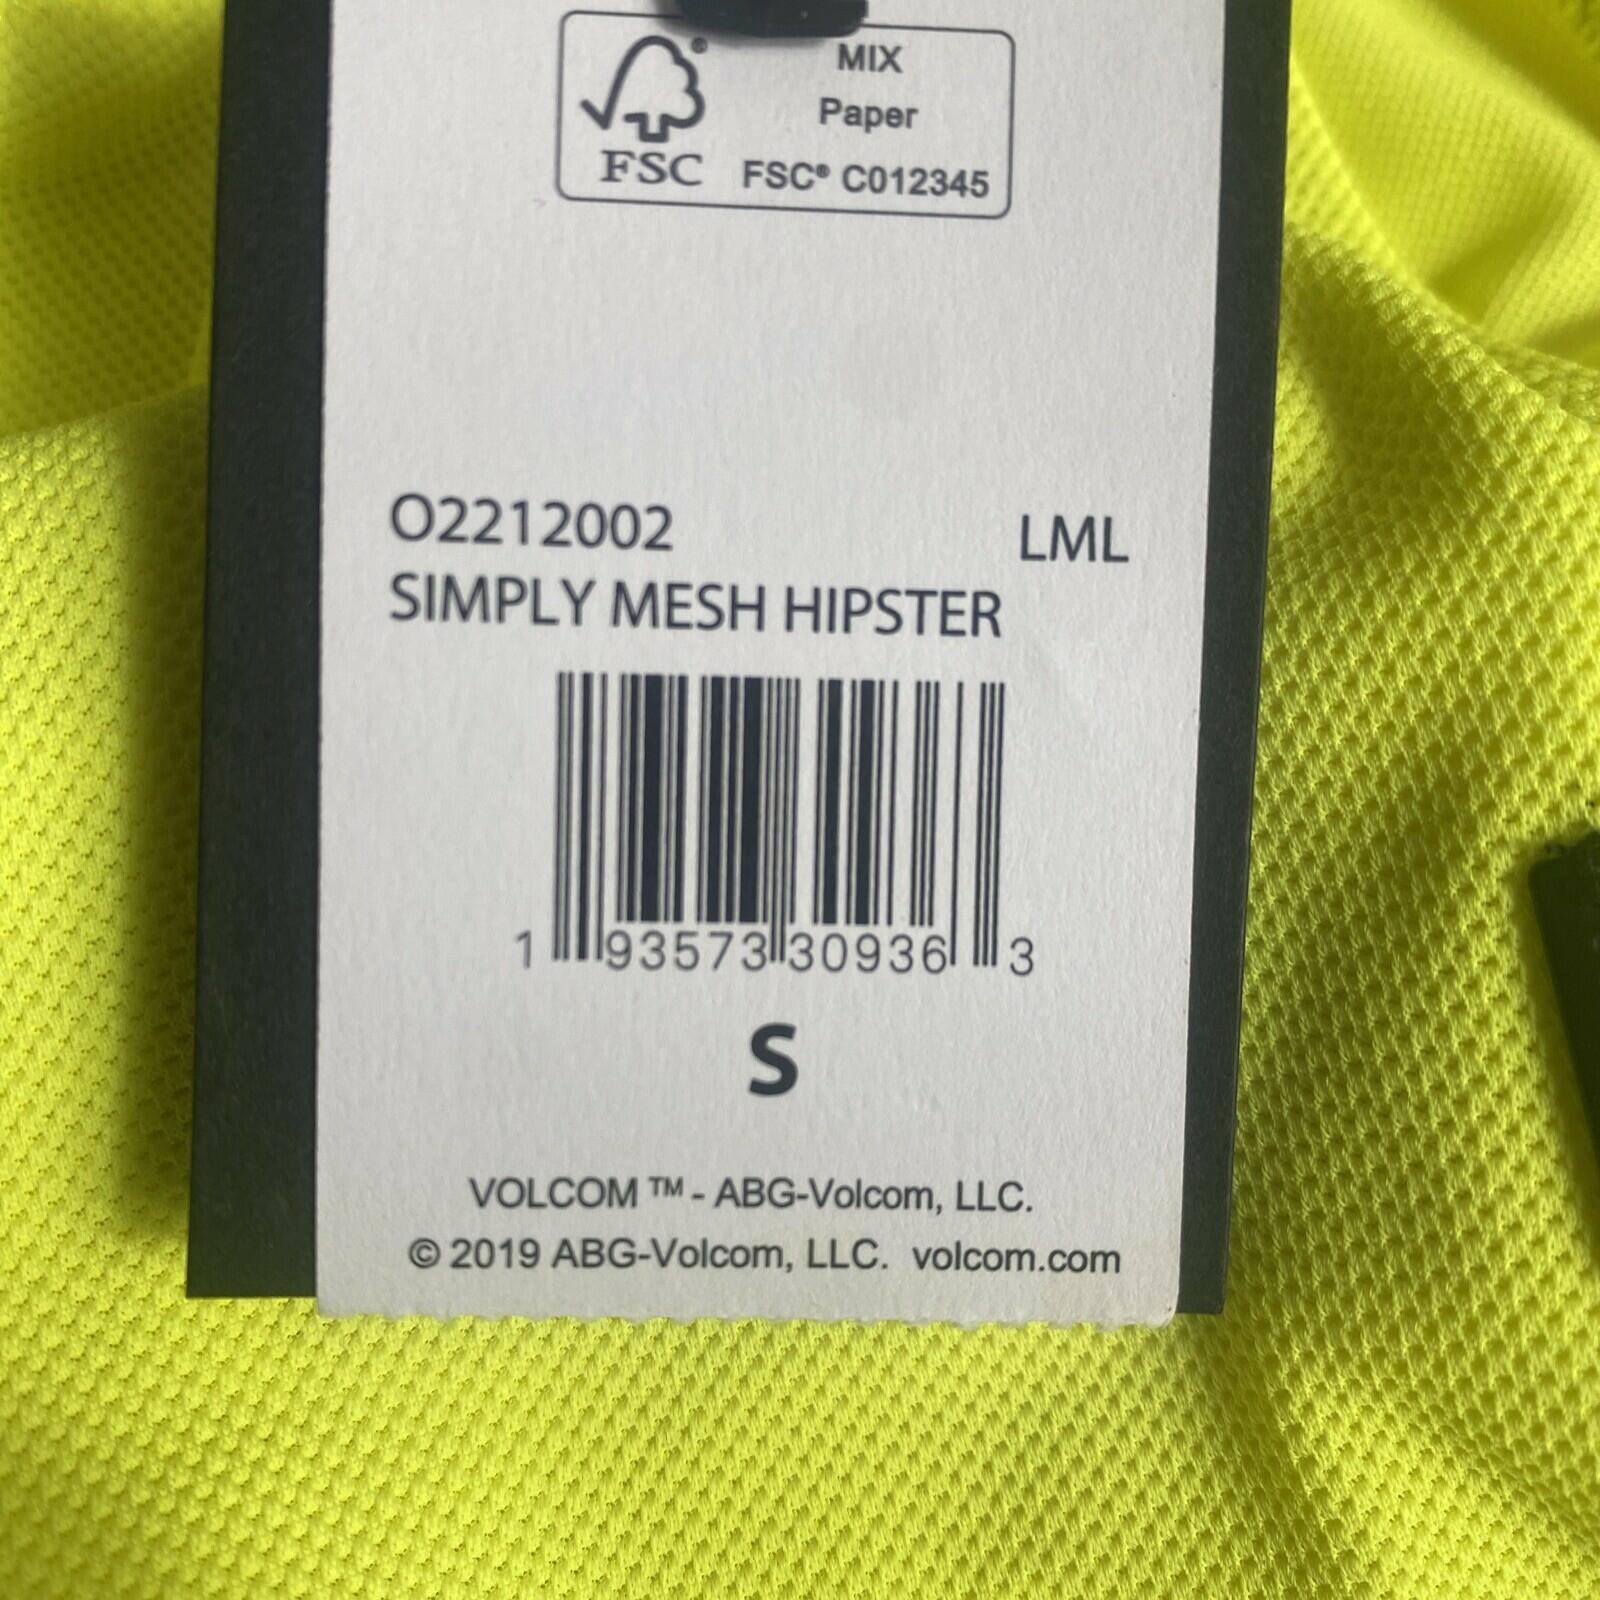 ®
MIX
Paper
FSC
FSC® C012345
O2212002 LML
SIMPLY MESH HIPSTER
1 93573 30936 3
S
VOLCOM ™ - ABG-Volcom, LLC.
© 2019 ABG-Volcom, LLC. volcom.com